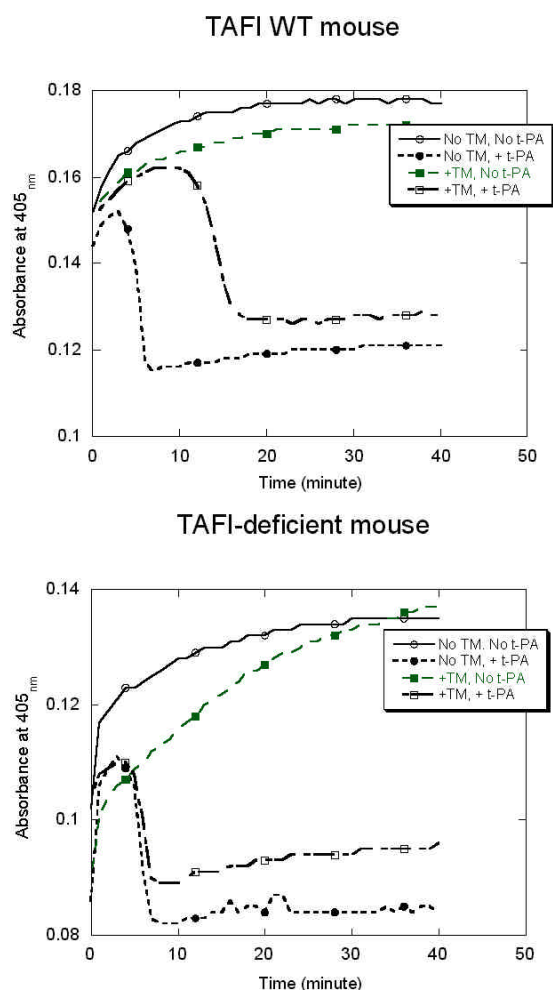 TAFI WT mouse
0.18
0.16
0.14
0.12
0.1
Absorbance at 405nm
No TM, No t-PA
No TM, + t-PA
+TM, No t-PA
+TM, + t-PA
0
10
20
30
40
50
Time (minute)
TAFI-deficient mouse
0.14
0.12
0.1
0.08
Absorbance at 405nm
No TM. No t-PA
No TM, + t-PA
+TM, No t-PA
+TM, + t-PA
0
10
20
30
40
50
Time (minute)